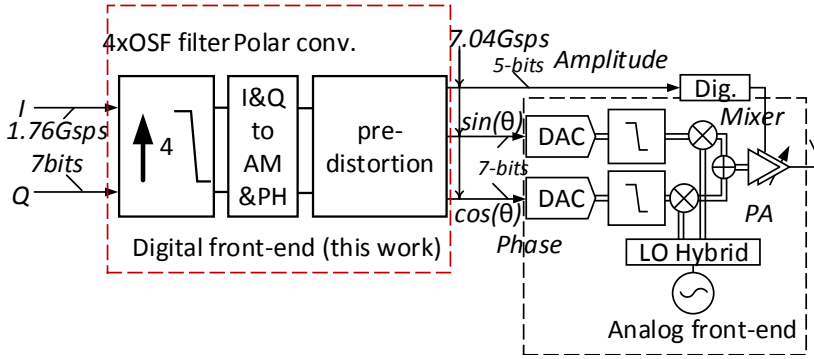 4xOSF filter Polar conv.
7.04Gsps
Amplitude
5-bits
Dig.
I
1.76Gsps
7bits
Q
4
I&Q
to
AM
&PH
pre-
distortion
sin(θ)
7-bits
cos(θ)
Phase
DAC
DAC
Mixer
PA
LO Hybrid
Digital front-end (this work)
Analog front-end